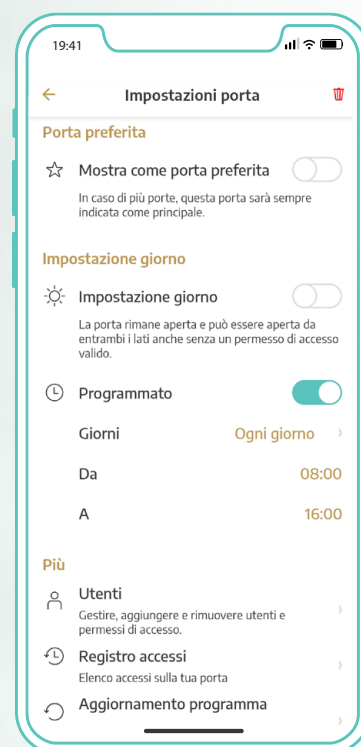 19:41
Impostazioni porta
Porta preferita
Mostra come porta preferita
In caso di più porte, questa porta sarà sempre
indicata come principale.
Impostazione giorno
Impostazione giorno
La porta rimane aperta e può essere aperta da
entrambi i lati anche senza un permesso di accesso
valido.
Programmato
Giorni Ogni giorno
Da 08:00
A 16:00
Più
Utenti
Gestire, aggiungere e rimuovere utenti e
permessi di accesso.
Registro accessi
Elenco accessi sulla tua porta
Aggiornamento programma